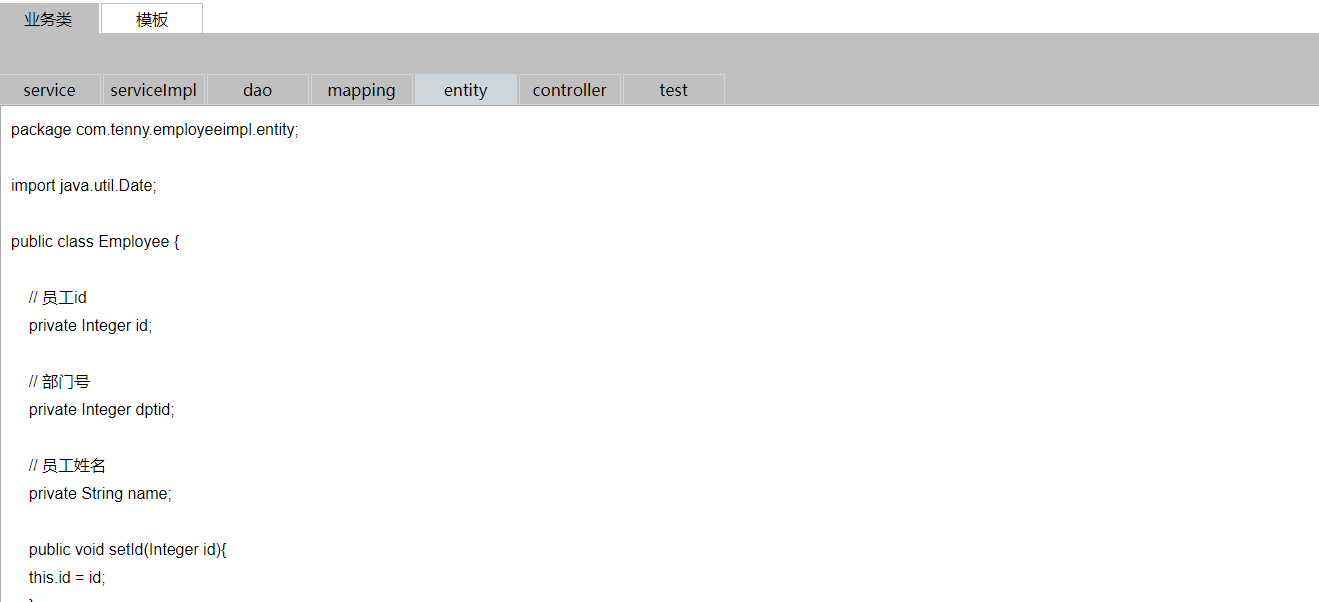 业务类 模板
service serviceImpl dao mapping entity controller test
package com.tenny.employeeimpl.entity;
import java.util.Date;
public class Employee {
// 员工id
private Integer id;
// 部门号
private Integer dptid;
// 员工姓名
private String name;
public void setId(Integer id){
this.id = id;
}